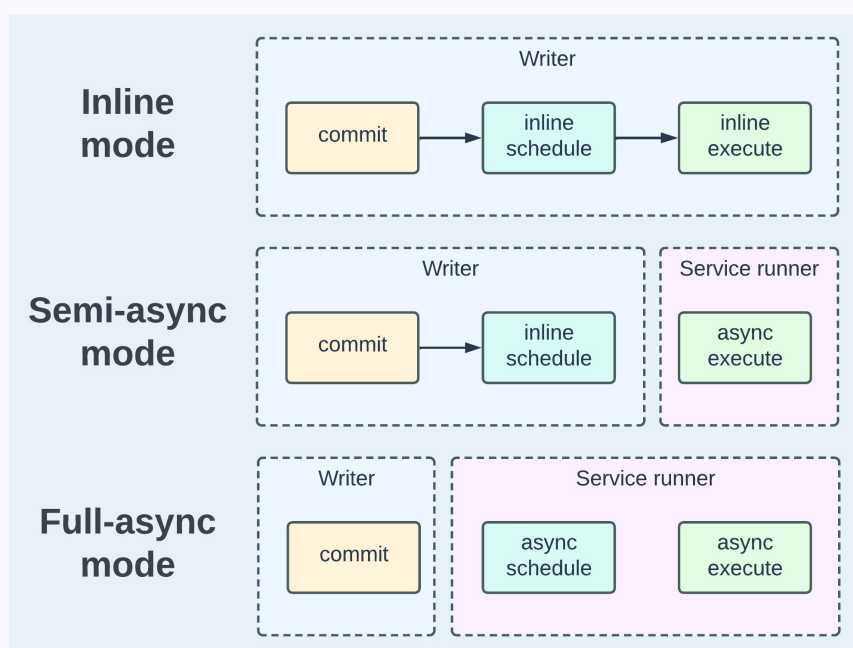 Inline
mode
Writer
commit
inline
schedule
inline
execute
Semi-async
mode
Writer
commit
inline
schedule
Service runner
async
execute
Full-async
mode
Writer
commit
Service runner
async
schedule
async
execute